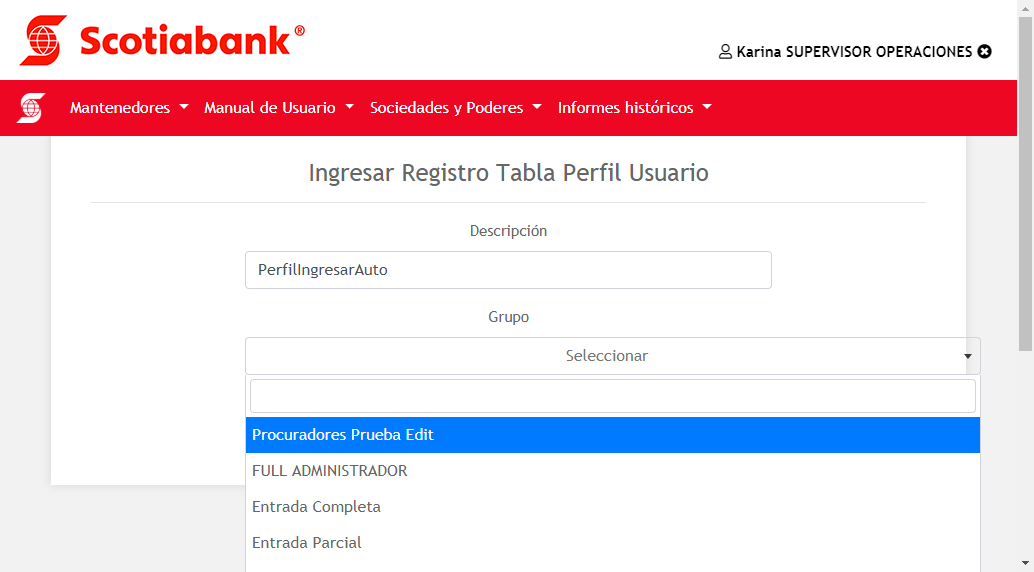 Scotiabank®
Karina SUPERVISOR OPERACIONES
Mantenedores Manual de Usuario Sociedades y Poderes Informes históricos
Ingresar Registro Tabla Perfil Usuario
Descripción
PerfilIngresarAuto
Grupo
Seleccionar
Procuradores Prueba Edit
FULL ADMINISTRADOR
Entrada Completa
Entrada Parcial